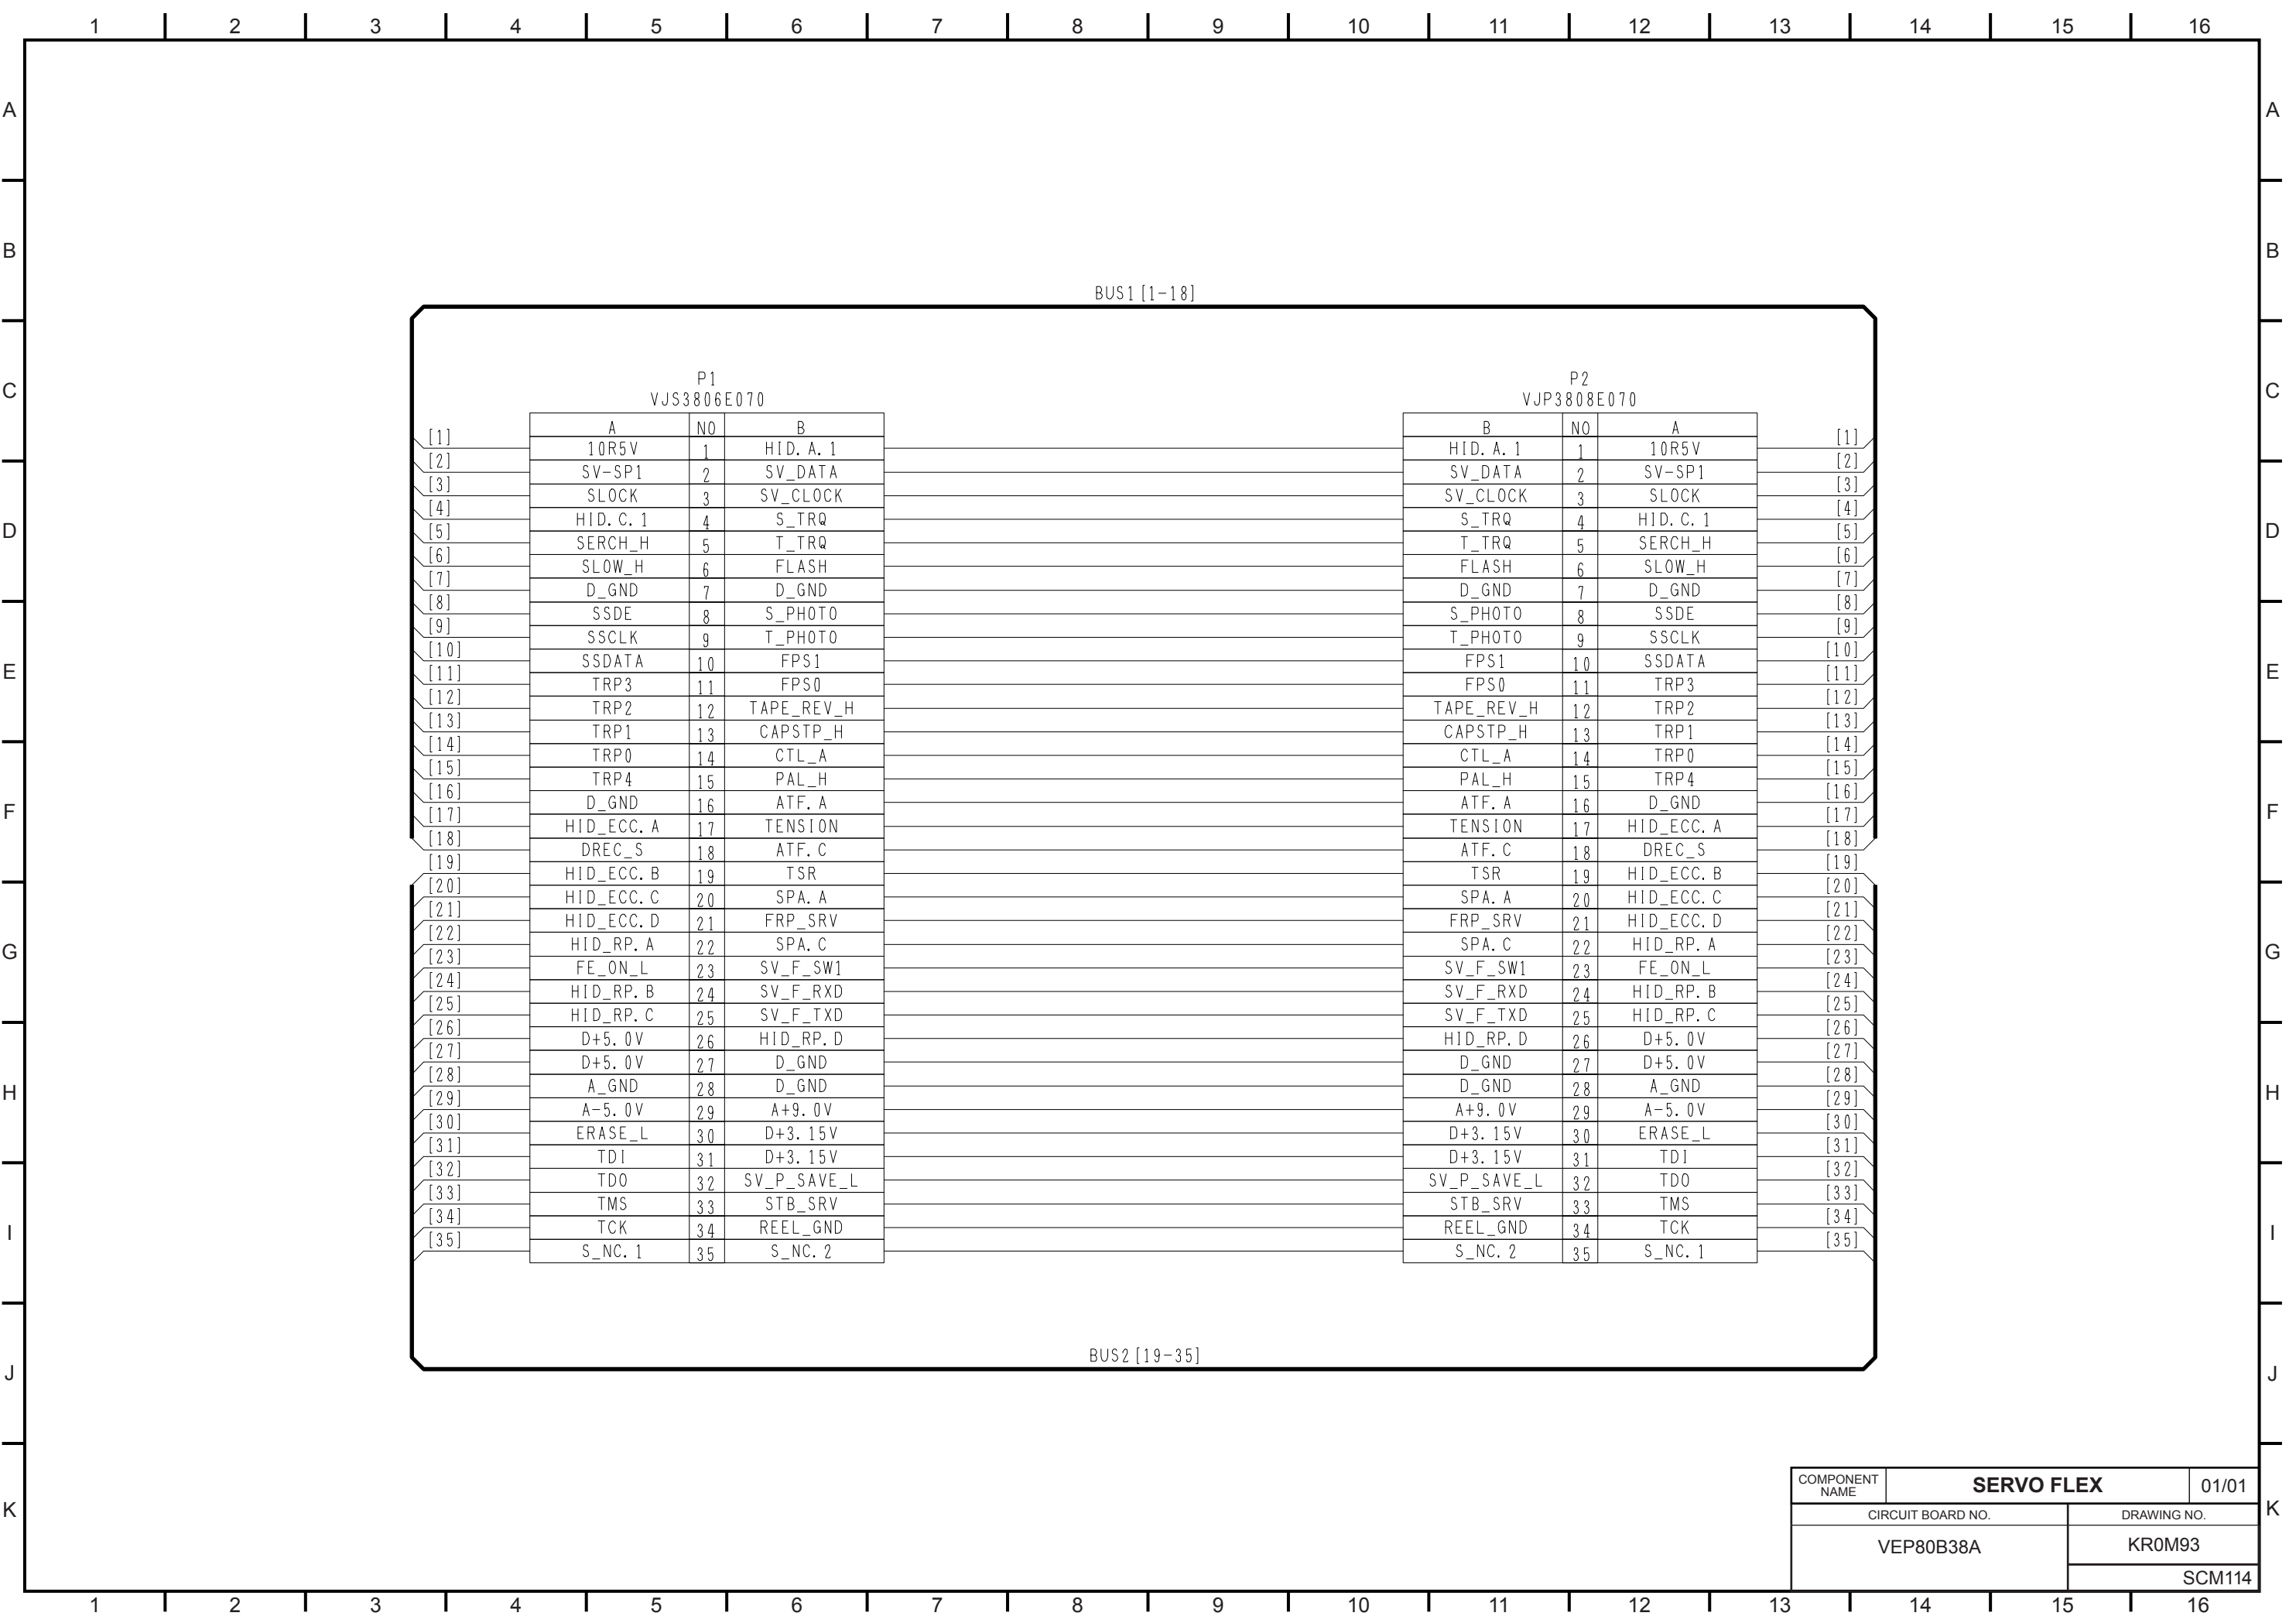 1 2 3 4 5 6 7 8 9 10 11 12 13 14 15 16
A A
B B
BUS1[1-18]
P1 P2
C C
VJS3806E070 VJP3808E070
A NO B B NO A
[1] 10R5V 1 HID.A.1 HID.A.1 1 10R5V [1]
[2] SV-SP1 2 SV_DATA SV_DATA 2 SV-SP1 [2]
[3] SLOCK 3 SV_CLOCK SV_CLOCK 3 SLOCK [3]
[4] HID.C.1 4 S_TRQ S_TRQ 4 HID.C.1 [4]
D D
[5] SERCH_H 5 T_TRQ T_TRQ 5 SERCH_H [5]
[6] SLOW_H 6 FLASH FLASH 6 SLOW_H [6]
[7] D_GND 7 D_GND D_GND 7 D_GND [7]
[8] SSDE 8 S_PHOTO S_PHOTO 8 SSDE [8]
[9] SSCLK 9 T_PHOTO T_PHOTO 9 SSCLK [9]
[10] SSDATA 10 FPS1 FPS1 10 SSDATA [10]
E E
[11] TRP3 11 FPS0 FPS0 11 TRP3 [11]
[12] TRP2 12 TAPE_REV_H TAPE_REV_H 12 TRP2 [12]
[13] TRP1 13 CAPSTP_H CAPSTP_H 13 TRP1 [13]
[14] TRP0 14 CTL_A CTL_A 14 TRP0 [14]
[15] TRP4 15 PAL_H PAL_H 15 TRP4 [15]
[16] D_GND 16 ATF.A ATF.A 16 D_GND [16]
F F
[17] HID_ECC.A 17 TENSION TENSION 17 HID_ECC.A [17]
[18] DREC_S 18 ATF.C ATF.C 18 DREC_S [18]
[19] HID_ECC.B 19 TSR TSR 19 HID_ECC.B [19]
[20] HID_ECC.C 20 SPA.A SPA.A 20 HID_ECC.C [20]
[21] HID_ECC.D 21 FRP_SRV FRP_SRV 21 HID_ECC.D [21]
[22] HID_RP.A 22 SPA.C SPA.C 22 HID_RP.A [22]
G G
[23] FE_ON_L 23 SV_F_SW1 SV_F_SW1 23 FE_ON_L [23]
[24] HID_RP.B 24 SV_F_RXD SV_F_RXD 24 HID_RP.B [24]
[25] HID_RP.C 25 SV_F_TXD SV_F_TXD 25 HID_RP.C [25]
[26] D+5.0V 26 HID_RP.D HID_RP.D 26 D+5.0V [26]
[27] D+5.0V 27 D_GND D_GND 27 D+5.0V [27]
[28] A_GND 28 D_GND D_GND 28 A_GND [28]
H H
[29] A-5.0V 29 A+9.0V A+9.0V 29 A-5.0V [29]
[30] ERASE_L 30 D+3.15V D+3.15V 30 ERASE_L [30]
[31] TDI 31 D+3.15V D+3.15V 31 TDI [31]
[32] TDO 32 SV_P_SAVE_L SV_P_SAVE_L 32 TDO [32]
[33] TMS 33 STB_SRV STB_SRV 33 TMS [33]
[34] TCK 34 REEL_GND REEL_GND 34 TCK [34]
I I
[35] S_NC.1 35 S_NC.2 S_NC.2 35 S_NC.1 [35]
BUS2[19-35]
J J
COMPONENT NAME SERVO FLEX 01/01
K K
CIRCUIT BOARD NO. DRAWING NO.
VEP80B38A KR0M93
SCM114
1 2 3 4 5 6 7 8 9 10 11 12 13 14 15 16